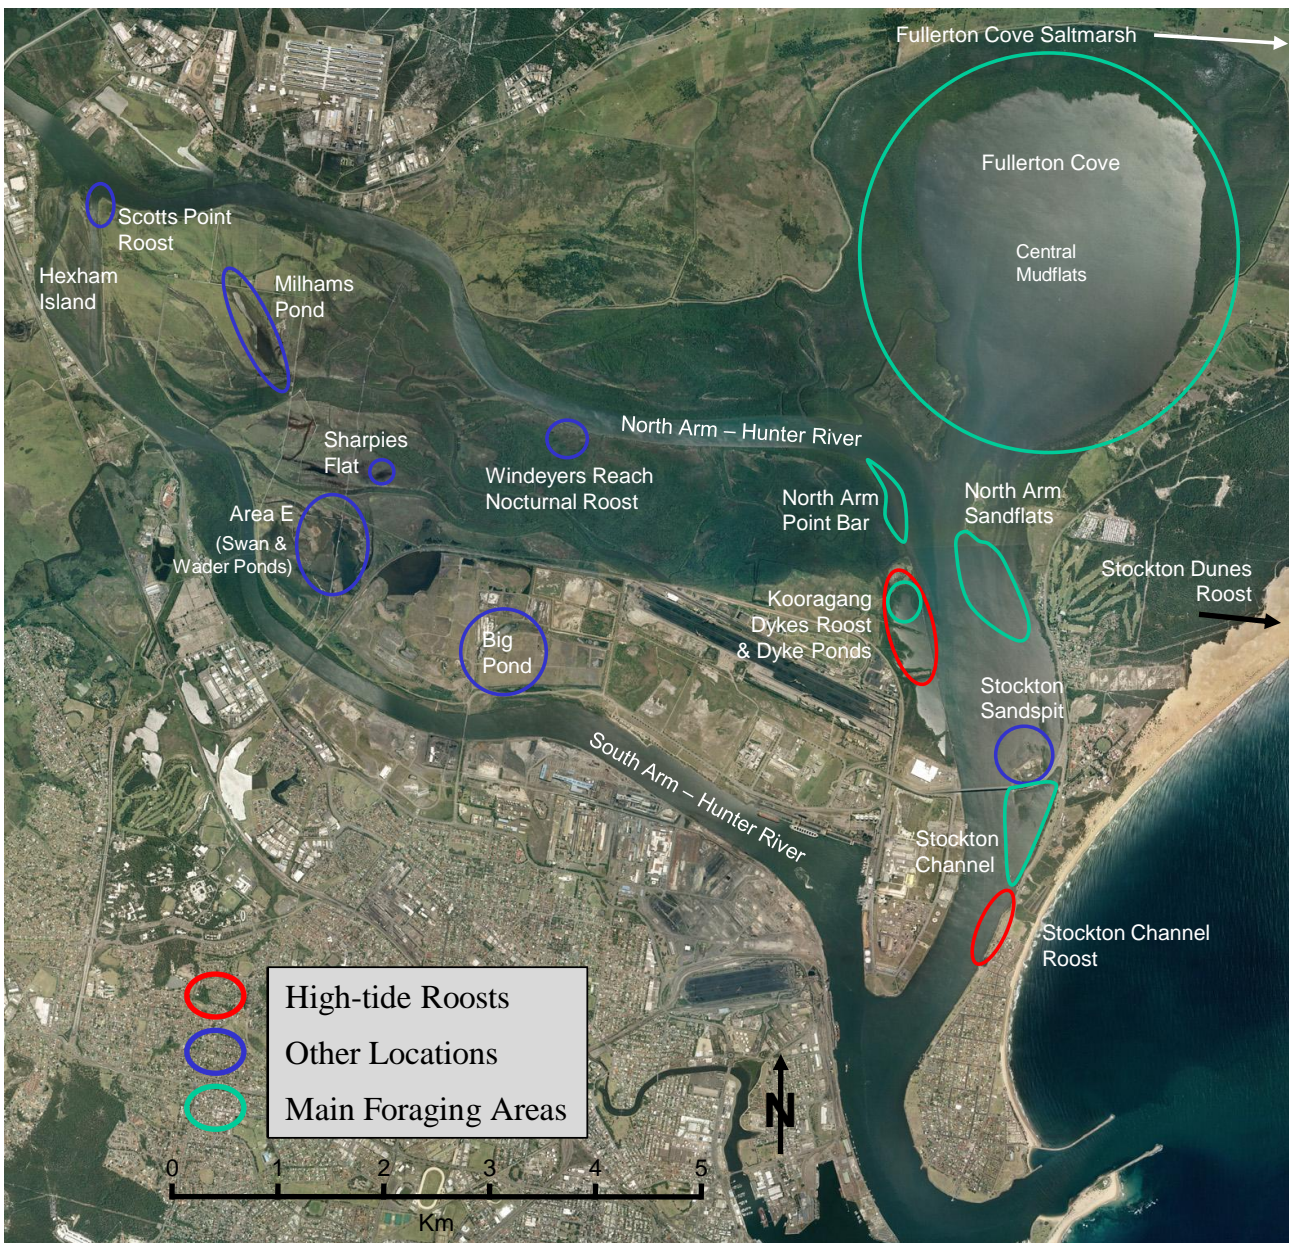 Fullerton Cove Saltmarsh
Fullerton Cove
Central
Mudflats
Scotts Point
Roost
Hexham
Island
Milhams
Pond
North Arm – Hunter River
Sharpies
Flat
Windeyers Reach
Nocturnal Roost
North Arm
Point Bar
North Arm
Sandflats
Area E
(Swan &
Wader Ponds)
Stockton Dunes
Roost
Kooragang
Dykes Roost
& Dyke Ponds
Big
Pond
Stockton
Sandspit
South Arm – Hunter River
Stockton
Channel
Stockton Channel
Roost
High-tide Roosts
Other Locations
Main Foraging Areas
N
0 1 2 3 4 5
Km